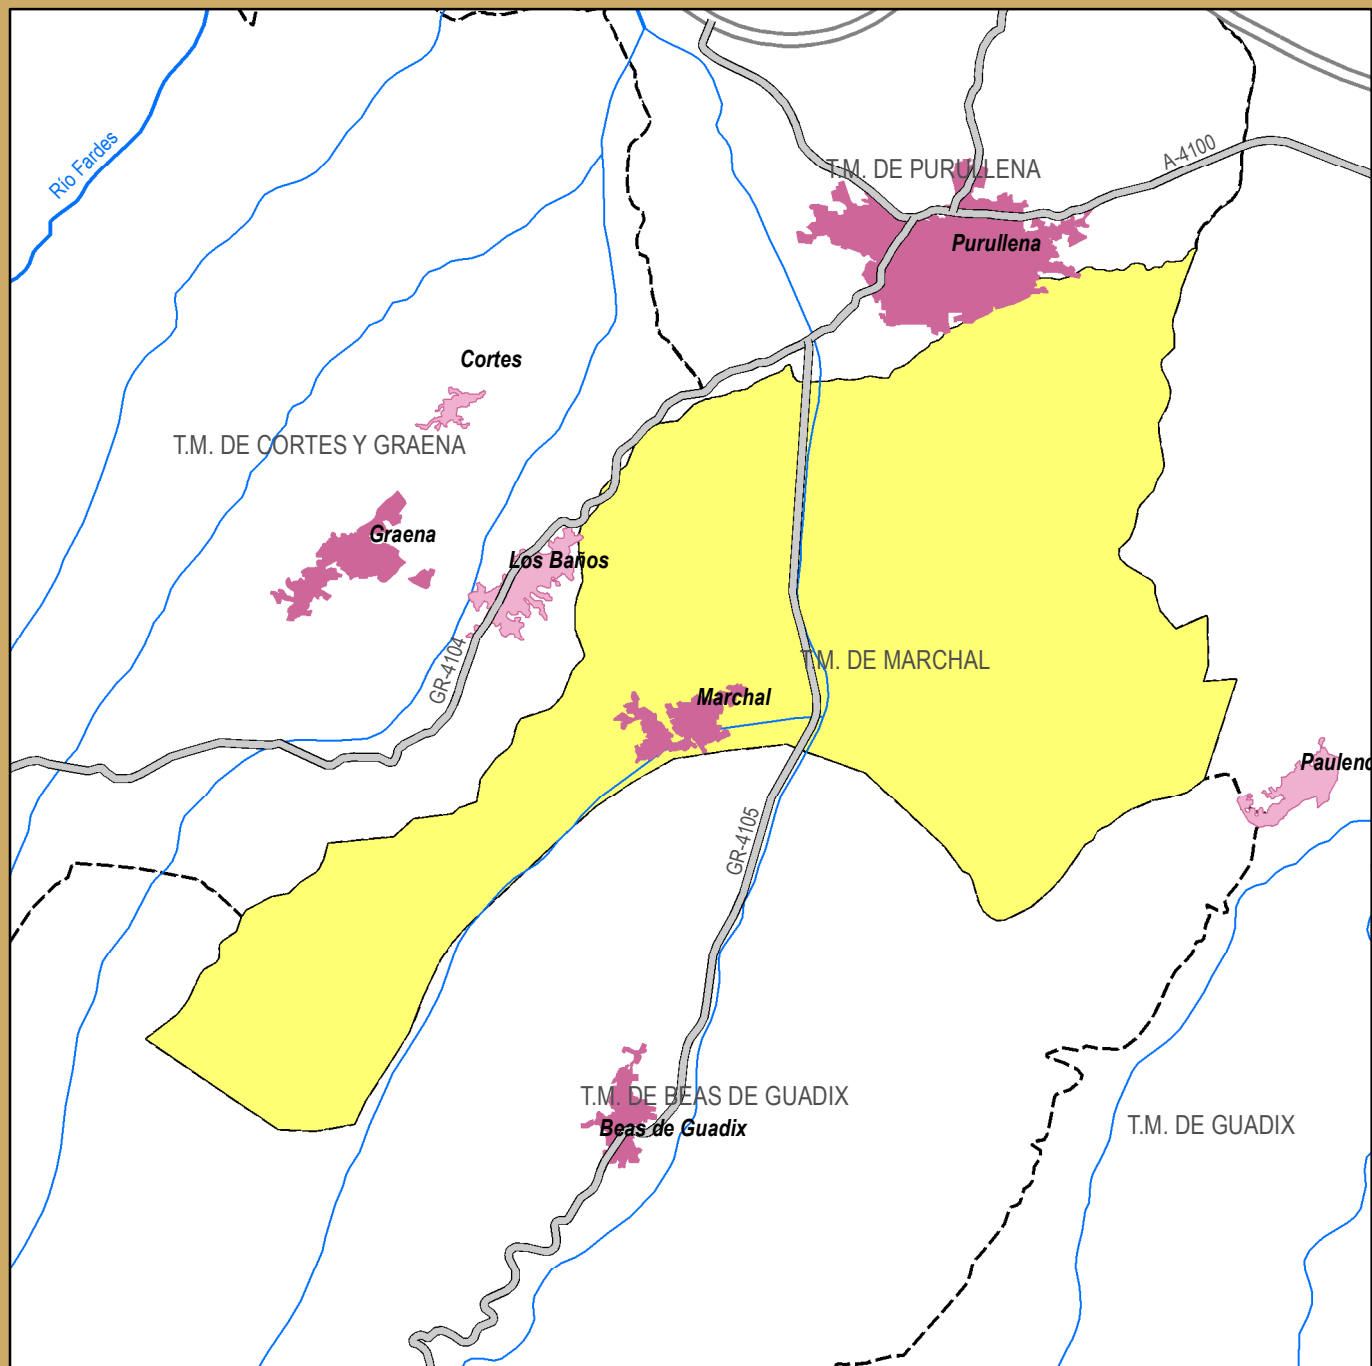 Río Fardes
A-4100
T.M. DE PURULLENA
Purullena
Cortes
T.M. DE CORTES Y GRAENA
Graena
Los Baños
GR-4104
T.M. DE MARCHAL
Marchal
Paulenc
GR-4105
T.M. DE BEAS DE GUADIX
Beas de Guadix
T.M. DE GUADIX